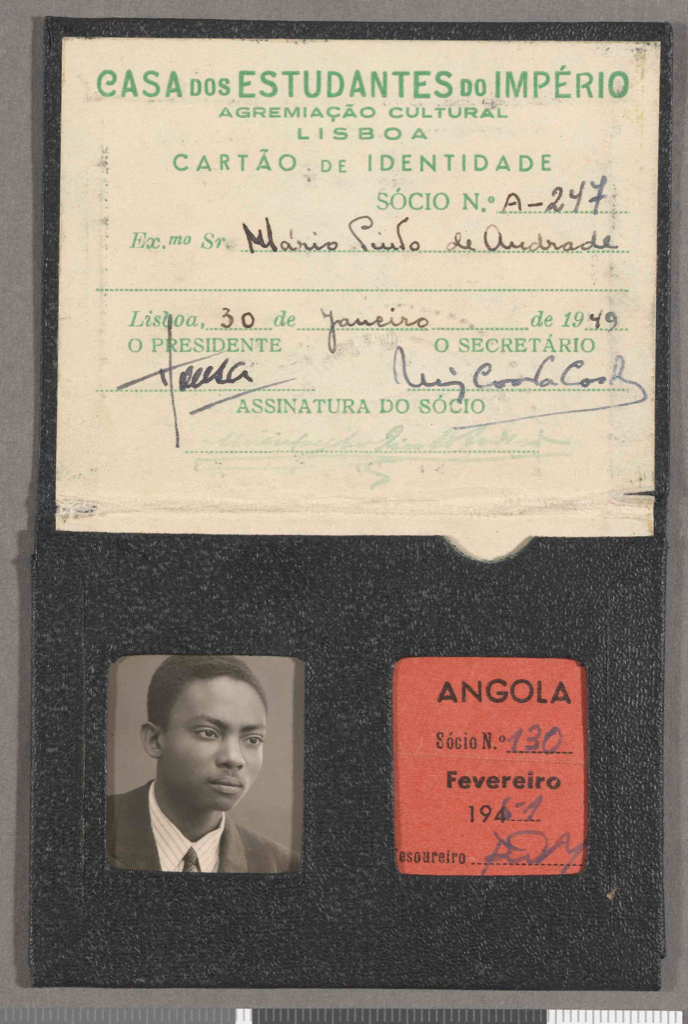 CASA DOS ESTUDANTES DO IMPÉRIO
AGREMIAÇÃO CULTURAL
LISBOA
CARTÃO DE IDENTIDADE
SÓCIO N.º A-247
Ex.mo Sr. Mário Pinto de Andrade
Lisboa, 30 de Janeiro de 1949
O PRESIDENTE O SECRETÁRIO
ASSINATURA DO SÓCIO
ANGOLA
Sócio N.º 130
Fevereiro
1951
esoureiro